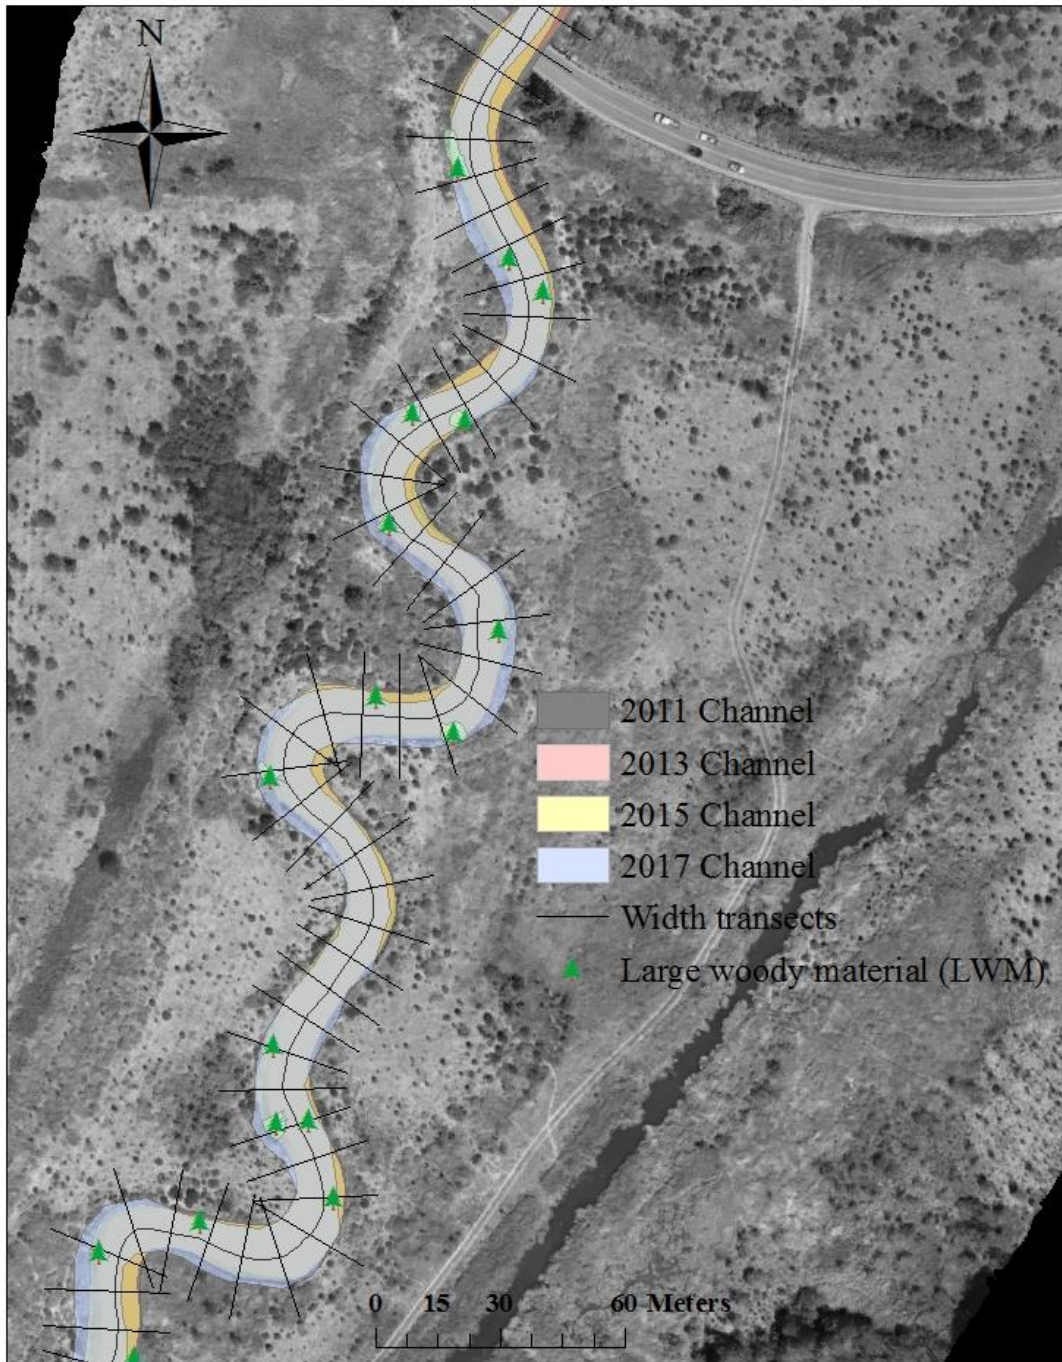 N
2011 Channel
2013 Channel
2015 Channel
2017 Channel
Width transects
Large woody material (LWM)
0 15 30 60 Meters